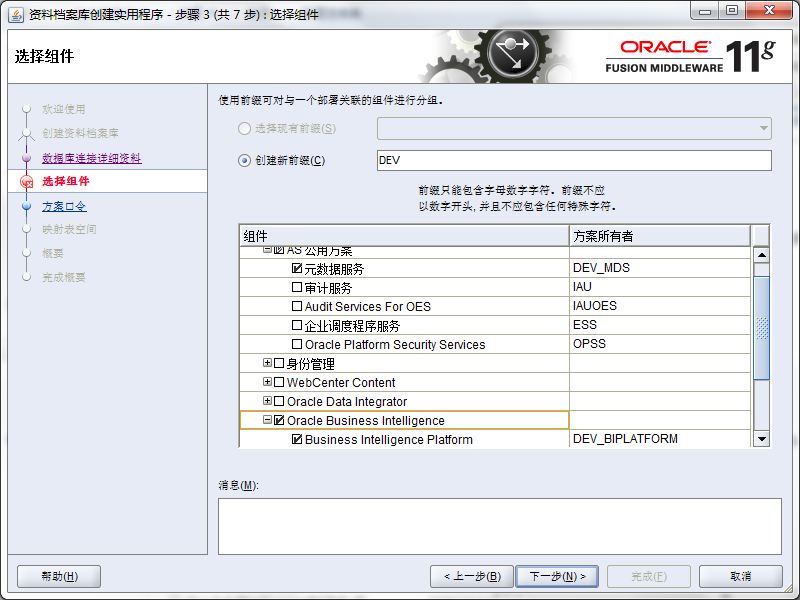 资料档案库创建实用程序 - 步骤 3 (共 7 步) : 选择组件
选择组件
ORACLE
FUSION MIDDLEWARE
11g
欢迎使用
创建资料档案库
数据库连接详细资料
选择组件
方案口令
映射表空间
概要
完成概要
使用前缀可对与一个部署关联的组件进行分组。
选择现有前缀(S)
创建新前缀(C)
DEV
前缀只能包含字母数字字符。前缀不应
以数字开头, 并且不应包含任何特殊字符。
组件 方案所有者
AS 公用方案
元数据服务 DEV_MDS
审计服务 IAU
Audit Services For OES IAUOES
企业调度程序服务 ESS
Oracle Platform Security Services OPSS
身份管理
WebCenter Content
Oracle Data Integrator
Oracle Business Intelligence
Business Intelligence Platform DEV_BIPLATFORM
消息(M):
帮助(H) < 上一步(B) 下一步(N) > 完成(F) 取消